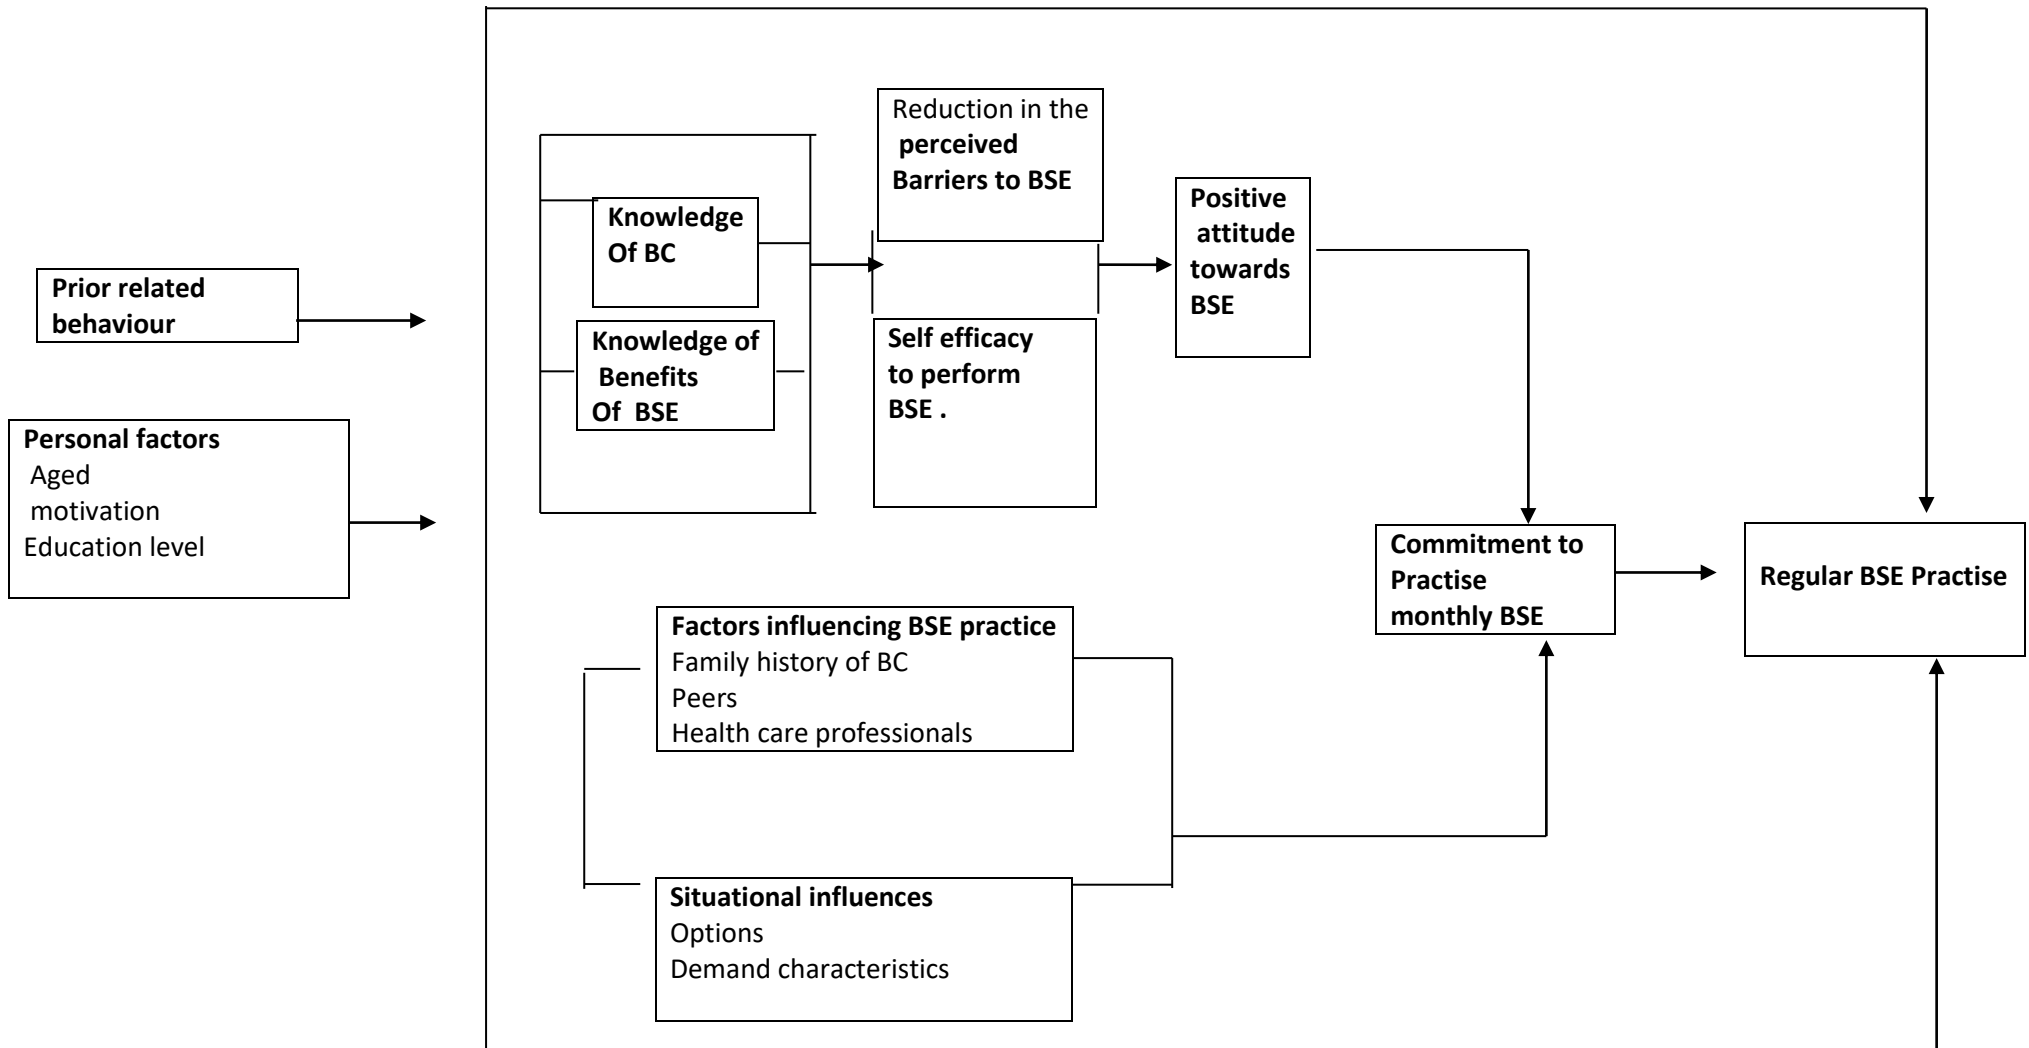 Prior related
behaviour
Personal factors
Aged
motivation
Education level
Knowledge
Of BC
Knowledge of
Benefits
Of BSE
Reduction in the
perceived
Barriers to BSE
Self efficacy
to perform
BSE .
Positive
attitude
towards
BSE
Factors influencing BSE practice
Family history of BC
Peers
Health care professionals
Situational influences
Options
Demand characteristics
Commitment to
Practise
monthly BSE
Regular BSE Practise